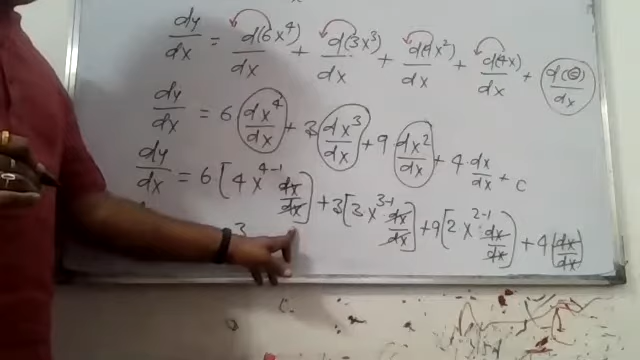 dy/dx = d(6x⁴)/dx + d(3x³)/dx + d(9x²)/dx + d(4x)/dx + d(8)/dx
dy/dx = 6 dx⁴/dx + 3 dx³/dx + 9 dx²/dx + 4·dx/dx + c
dy/dx = 6[4x⁴⁻¹ dx/dx] + 3[3x³⁻¹ dx/dx] + 9[2x²⁻¹ dx/dx] + 4[dx/dx]
3